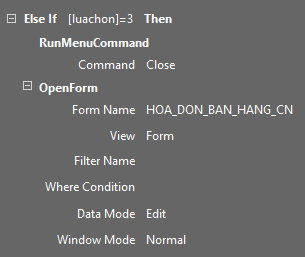 Else If [luachon]=3 Then
RunMenuCommand
Command Close
OpenForm
Form Name HOA_DON_BAN_HANG_CN
View Form
Filter Name
Where Condition
Data Mode Edit
Window Mode Normal